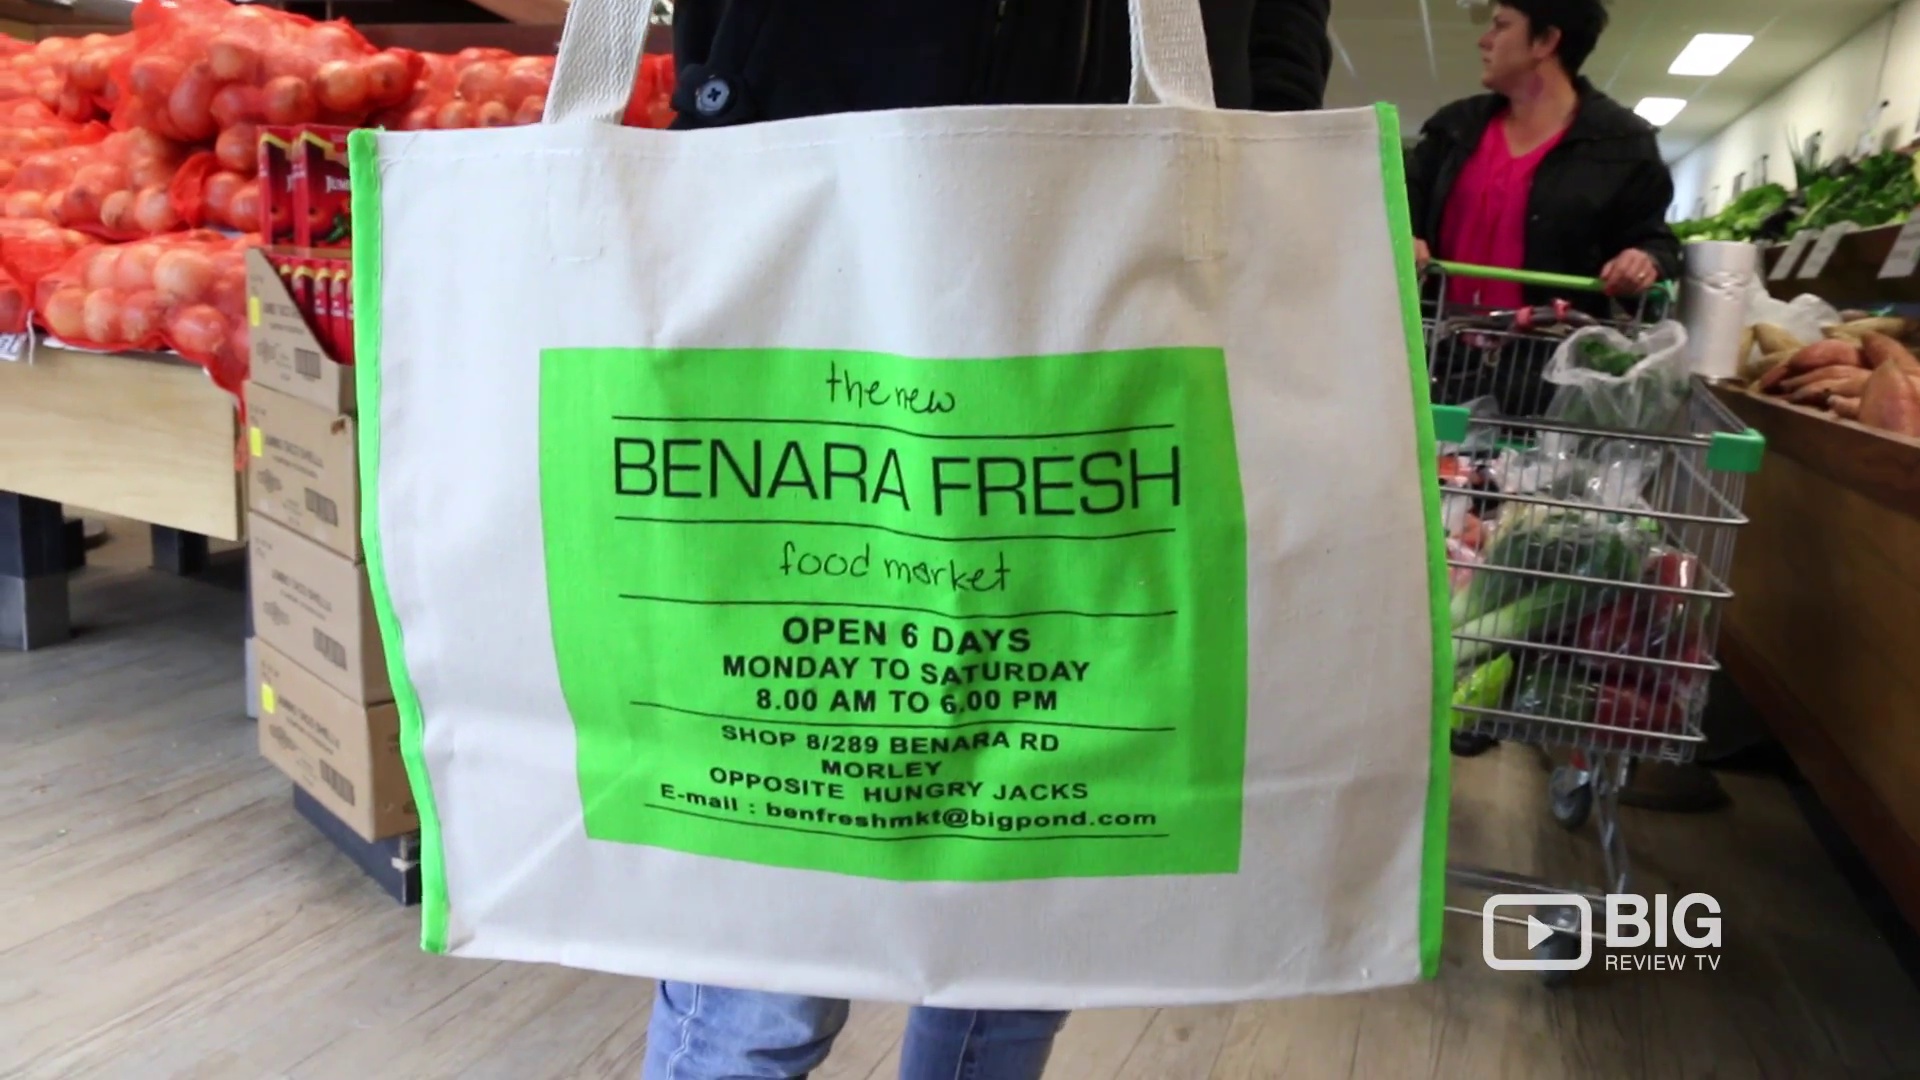 the new
BENARA FRESH
food market
OPEN 6 DAYS
MONDAY TO SATURDAY
8.00 AM TO 6.00 PM
SHOP 8/289 BENARA RD
MORLEY
OPPOSITE HUNGRY JACKS
E-mail : benfreshmkt@bigpond.com
BIG
REVIEW TV